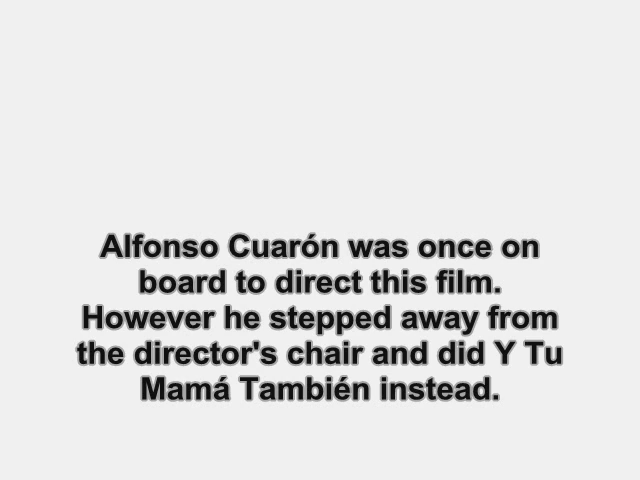 Alfonso Cuarón was once on
board to direct this film.
However he stepped away from
the director's chair and did Y Tu
Mamá También instead.